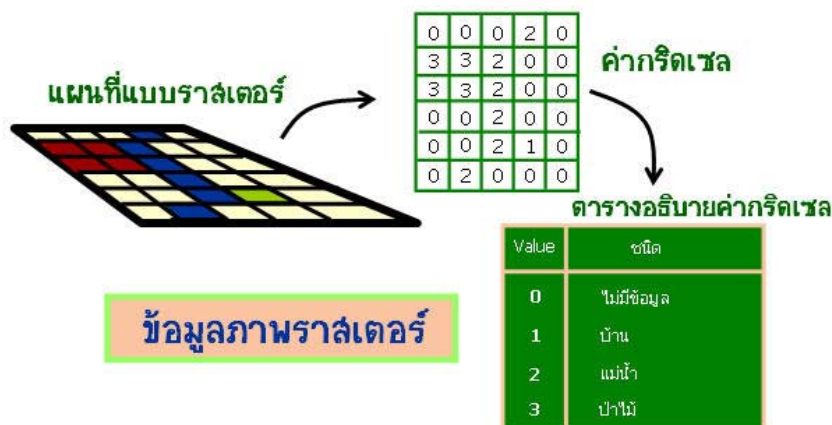 แผนที่แบบราสเตอร์
0 0 0 2 0
3 3 2 0 0
3 3 2 0 0
0 0 2 0 0
0 0 2 1 0
0 2 0 0 0
ค่ากริดเซล
ตารางอธิบายค่ากริดเซล
Value ชนิด
0 ไม่มีข้อมูล
1 บ้าน
2 แม่น้ำ
3 ป่าไม้
ข้อมูลภาพราสเตอร์